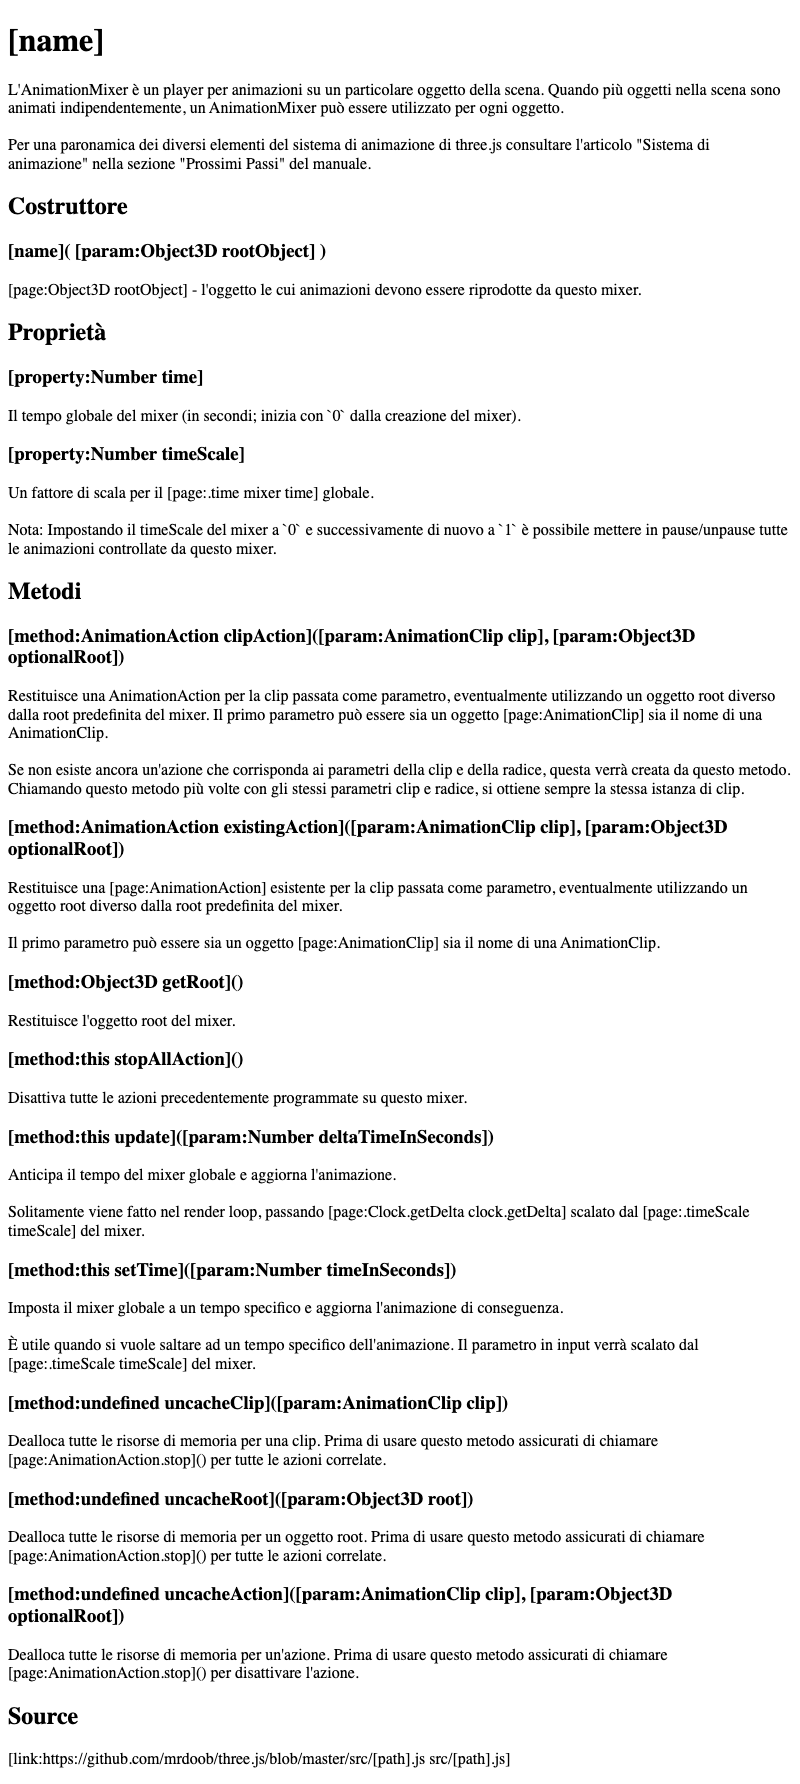 [name]
L'AnimationMixer è un player per animazioni su un particolare oggetto della scena. Quando più oggetti nella scena sono
animati indipendentemente, un AnimationMixer può essere utilizzato per ogni oggetto.
Per una paronamica dei diversi elementi del sistema di animazione di three.js consultare l'articolo "Sistema di
animazione" nella sezione "Prossimi Passi" del manuale.
Costruttore
[name]( [param:Object3D rootObject] )
[page:Object3D rootObject] - l'oggetto le cui animazioni devono essere riprodotte da questo mixer.
Proprietà
[property:Number time]
Il tempo globale del mixer (in secondi; inizia con `0` dalla creazione del mixer).
[property:Number timeScale]
Un fattore di scala per il [page:.time mixer time] globale.
Nota: Impostando il timeScale del mixer a `0` e successivamente di nuovo a `1` è possibile mettere in pause/unpause tutte
le animazioni controllate da questo mixer.
Metodi
[method:AnimationAction clipAction]([param:AnimationClip clip], [param:Object3D
optionalRoot])
Restituisce una AnimationAction per la clip passata come parametro, eventualmente utilizzando un oggetto root diverso
dalla root predefinita del mixer. Il primo parametro può essere sia un oggetto [page:AnimationClip] sia il nome di una
AnimationClip.
Se non esiste ancora un'azione che corrisponda ai parametri della clip e della radice, questa verrà creata da questo metodo.
Chiamando questo metodo più volte con gli stessi parametri clip e radice, si ottiene sempre la stessa istanza di clip.
[method:AnimationAction existingAction]([param:AnimationClip clip], [param:Object3D
optionalRoot])
Restituisce una [page:AnimationAction] esistente per la clip passata come parametro, eventualmente utilizzando un
oggetto root diverso dalla root predefinita del mixer.
Il primo parametro può essere sia un oggetto [page:AnimationClip] sia il nome di una AnimationClip.
[method:Object3D getRoot]()
Restituisce l'oggetto root del mixer.
[method:this stopAllAction]()
Disattiva tutte le azioni precedentemente programmate su questo mixer.
[method:this update]([param:Number deltaTimeInSeconds])
Anticipa il tempo del mixer globale e aggiorna l'animazione.
Solitamente viene fatto nel render loop, passando [page:Clock.getDelta clock.getDelta] scalato dal [page:.timeScale
timeScale] del mixer.
[method:this setTime]([param:Number timeInSeconds])
Imposta il mixer globale a un tempo specifico e aggiorna l'animazione di conseguenza.
È utile quando si vuole saltare ad un tempo specifico dell'animazione. Il parametro in input verrà scalato dal
[page:.timeScale timeScale] del mixer.
[method:undefined uncacheClip]([param:AnimationClip clip])
Dealloca tutte le risorse di memoria per una clip. Prima di usare questo metodo assicurati di chiamare
[page:AnimationAction.stop]() per tutte le azioni correlate.
[method:undefined uncacheRoot]([param:Object3D root])
Dealloca tutte le risorse di memoria per un oggetto root. Prima di usare questo metodo assicurati di chiamare
[page:AnimationAction.stop]() per tutte le azioni correlate.
[method:undefined uncacheAction]([param:AnimationClip clip], [param:Object3D
optionalRoot])
Dealloca tutte le risorse di memoria per un'azione. Prima di usare questo metodo assicurati di chiamare
[page:AnimationAction.stop]() per disattivare l'azione.
Source
[link:https://github.com/mrdoob/three.js/blob/master/src/[path].js src/[path].js]